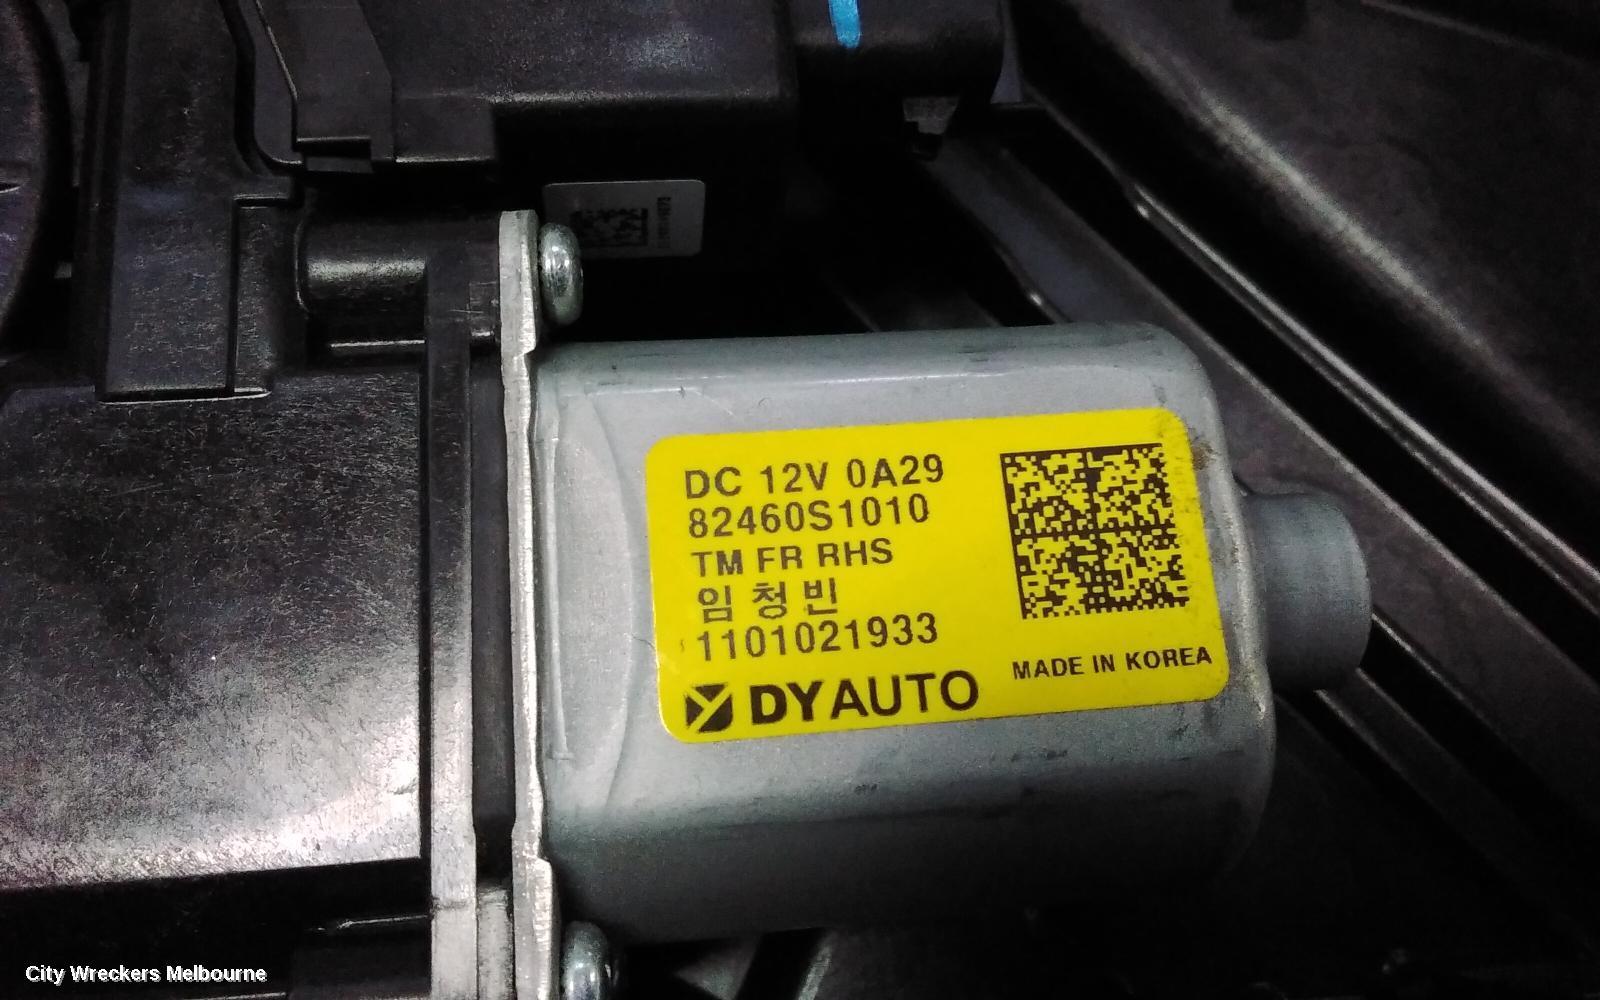 DC 12V 0A29
82460S1010
TM FR RHS
임 청 빈
1101021933
DYAUTO
MADE IN KOREA
City Wreckers Melbourne